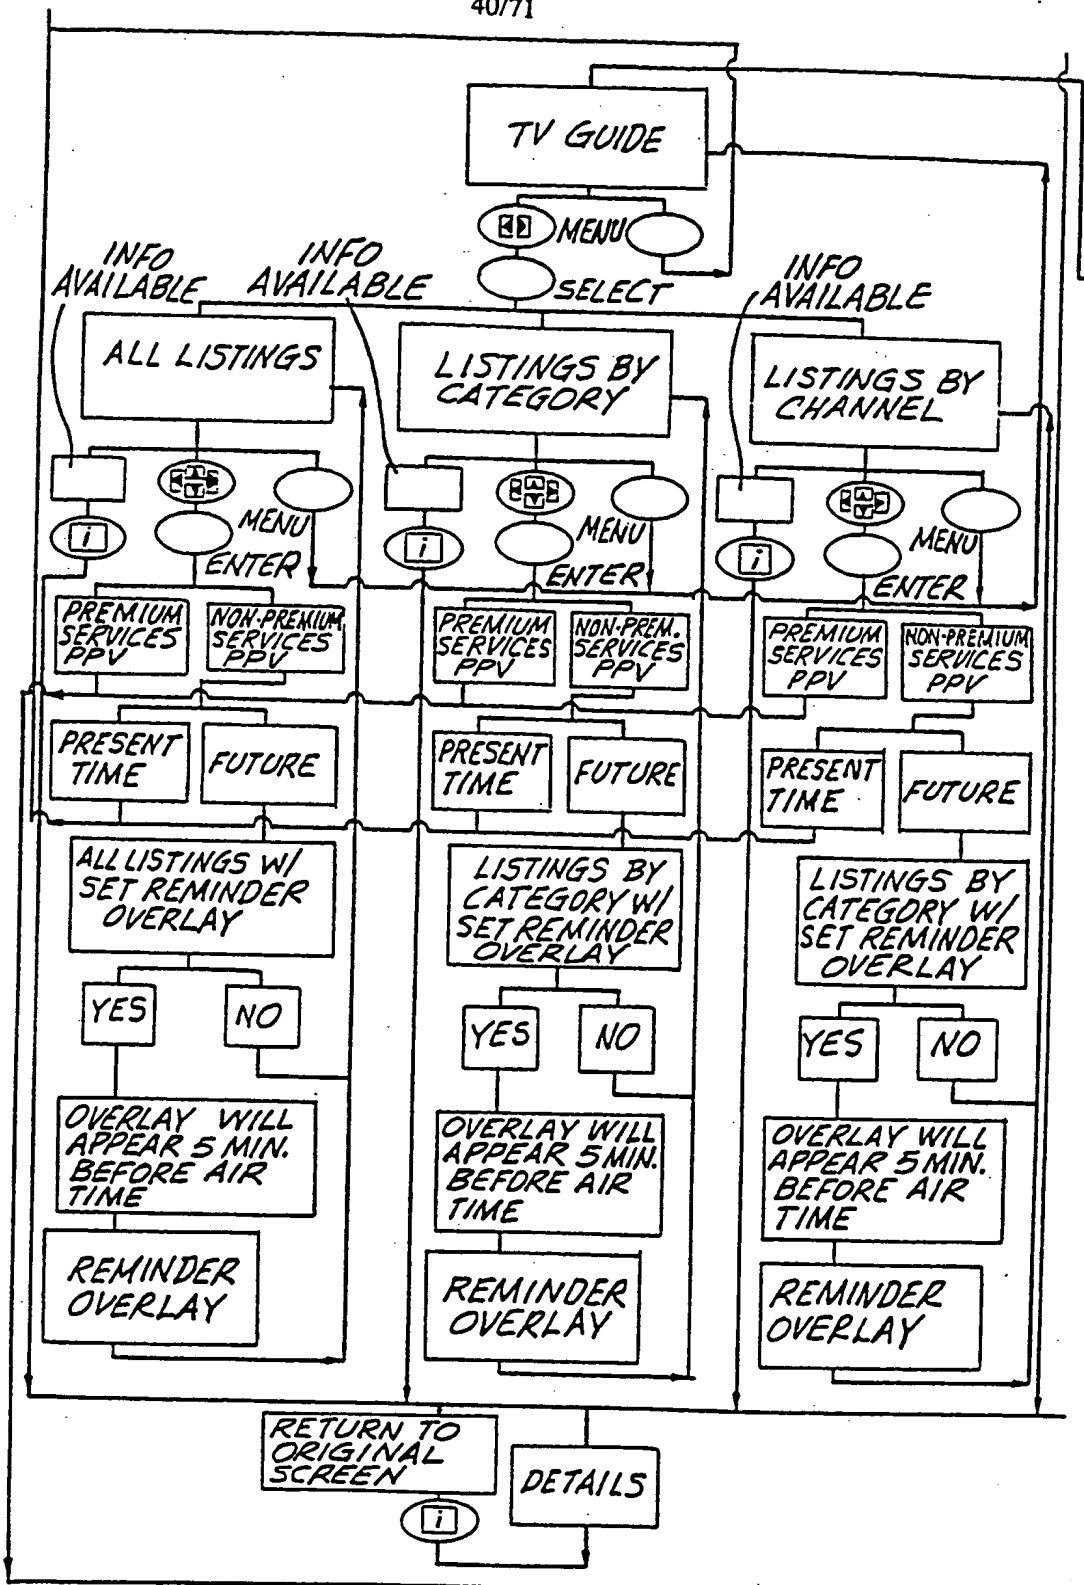 40/71
TV GUIDE
MENU
SELECT
INFO
AVAILABLE
INFO
AVAILABLE
INFO
AVAILABLE
ALL LISTINGS
LISTINGS BY
CATEGORY
LISTINGS BY
CHANNEL
i
MENU
ENTER
i
MENU
ENTER
i
MENU
ENTER
PREMIUM
SERVICES
PPV
NON-PREMIUM
SERVICES
PPV
PREMIUM
SERVICES
PPV
NON-PREM.
SERVICES
PPV
PREMIUM
SERVICES
PPV
NON-PREMIUM
SERVICES
PPV
PRESENT
TIME
FUTURE
PRESENT
TIME
FUTURE
PRESENT
TIME
FUTURE
ALL LISTINGS W/
SET REMINDER
OVERLAY
LISTINGS BY
CATEGORY W/
SET REMINDER
OVERLAY
LISTINGS BY
CATEGORY W/
SET REMINDER
OVERLAY
YES
NO
YES
NO
YES
NO
OVERLAY WILL
APPEAR 5 MIN.
BEFORE AIR
TIME
OVERLAY WILL
APPEAR 5 MIN.
BEFORE AIR
TIME
OVERLAY WILL
APPEAR 5 MIN.
BEFORE AIR
TIME
REMINDER
OVERLAY
REMINDER
OVERLAY
REMINDER
OVERLAY
RETURN TO
ORIGINAL
SCREEN
DETAILS
i